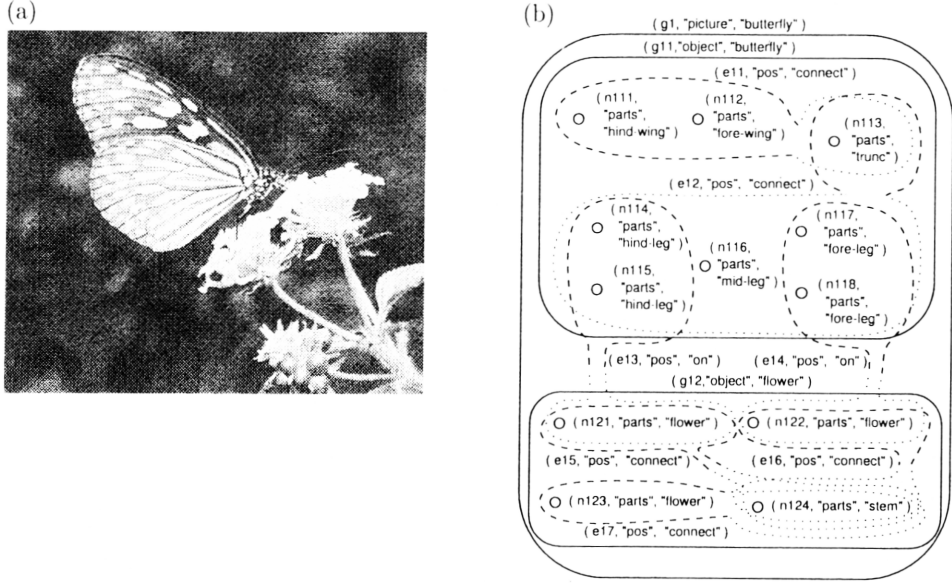 (a)
(b)
( g1, "picture", "butterfly" )
( g11,"object", "butterfly" )
( e11, "pos", "connect" )
( n111,
"parts",
"hind-wing" )
( n112,
"parts",
"fore-wing" )
( n113,
"parts",
"trunc" )
( e12, "pos", "connect" )
( n114,
"parts",
"hind-leg" )
( n115,
"parts",
"hind-leg" )
( n116,
"parts",
"mid-leg" )
( n117,
"parts",
"fore-leg" )
( n118,
"parts",
"fore-leg" )
( e13, "pos", "on" )
( e14, "pos", "on" )
( g12,"object", "flower" )
( n121, "parts", "flower" )
( n122, "parts", "flower" )
( e15, "pos", "connect" )
( e16, "pos", "connect" )
( n123, "parts", "flower" )
( n124, "parts", "stem" )
( e17, "pos", "connect" )